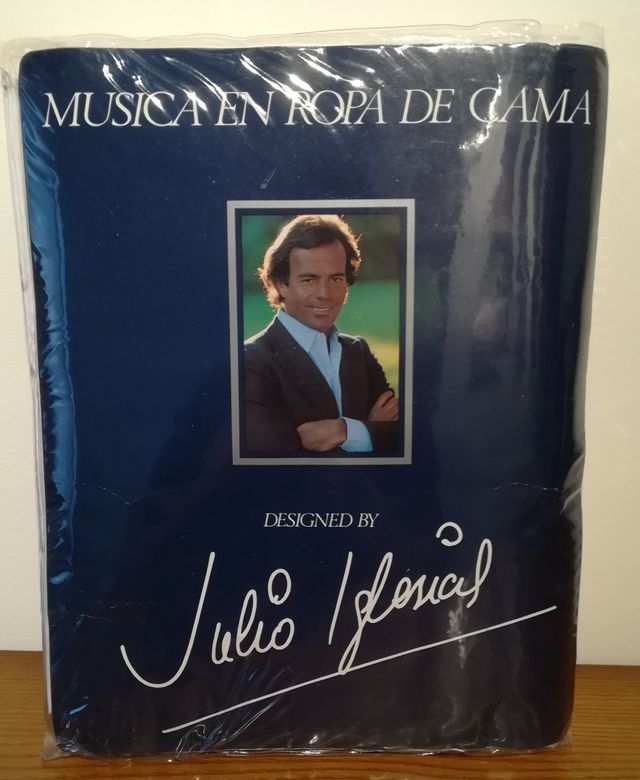 MUSICA EN ROPA DE CAMA
DESIGNED BY
Julio Iglesias